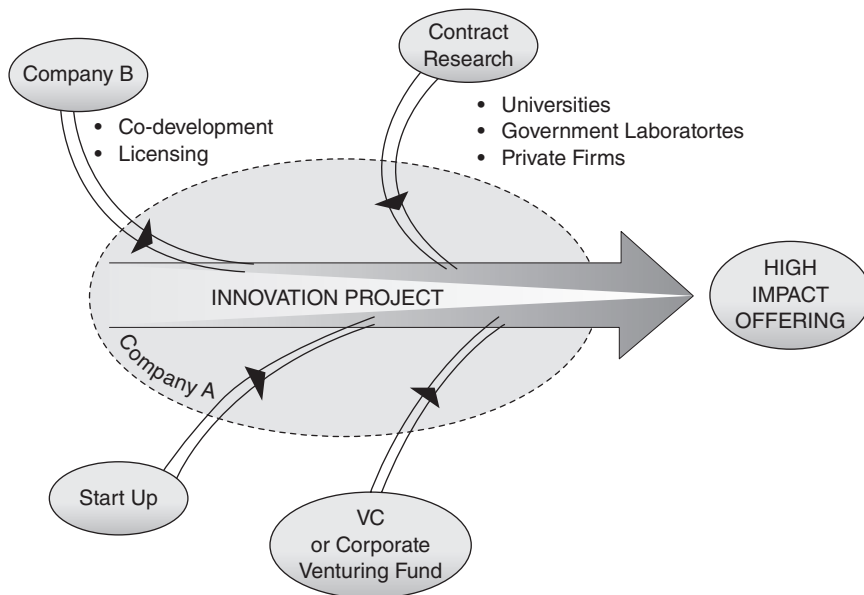 Contract
Research
Company B
• Co-development
• Licensing
• Universities
• Government Laboratortes
• Private Firms
INNOVATION PROJECT
HIGH
IMPACT
OFFERING
Company A
Start Up
VC
or Corporate
Venturing Fund